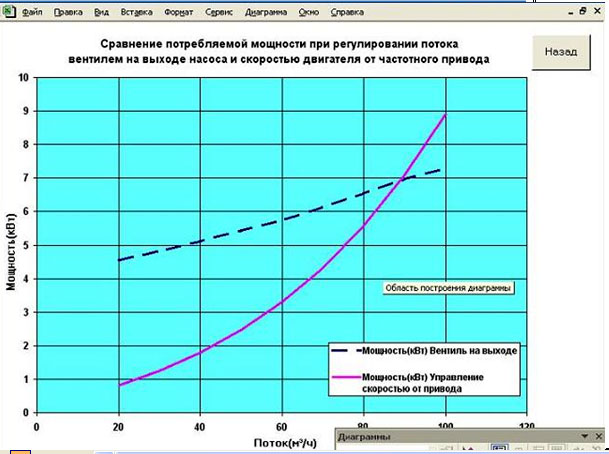 Файл Правка Вид Вставка Формат Сервис Диаграмма Окно Справка
Сравнение потребляемой мощности при регулировании потока
вентилем на выходе насоса и скоростью двигателя от частотного привода
Назад
10
9
8
7
6
5
4
3
2
1
0
Мощность(кВт)
Область построения диаграммы
Мощность(кВт) Вентиль на выходе
Мощность(кВт) Управление
скоростью от привода
0 20 40 60 80 100 120
Поток(м³/ч)
Диаграммы